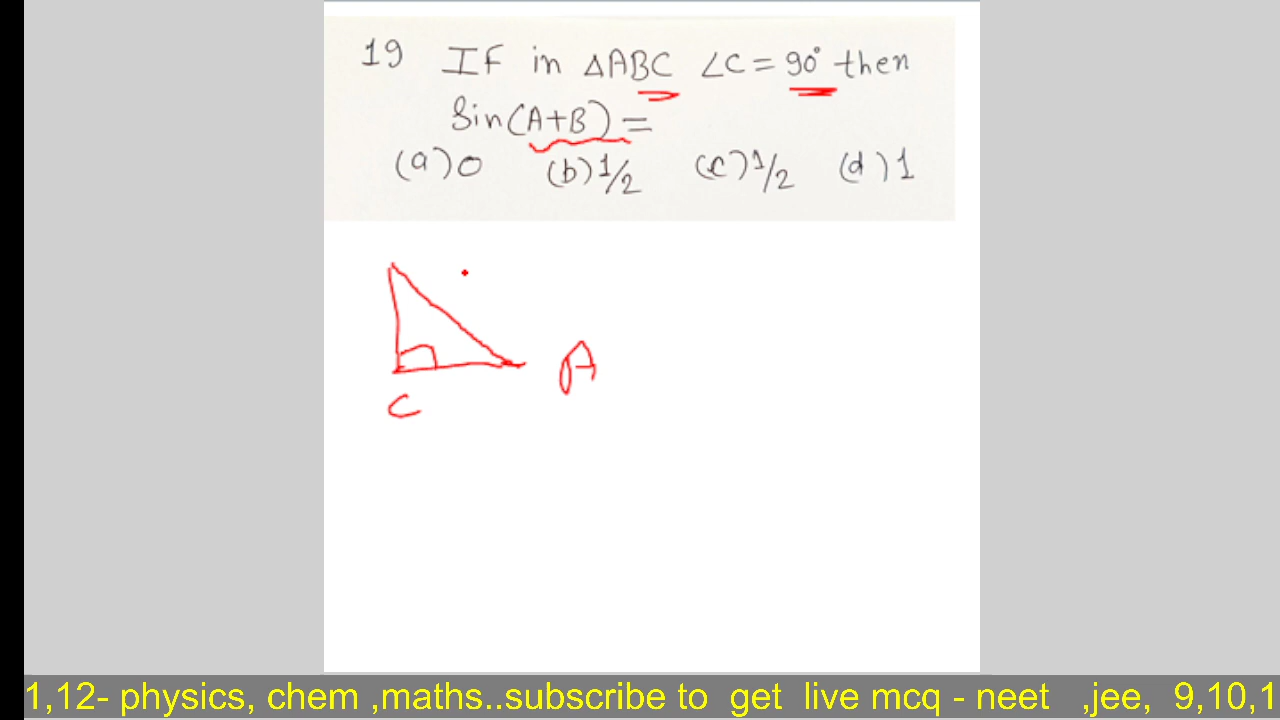 19 If in △ABC ∠C = 90° then
Sin(A+B) =
(a) 0 (b) 1/2 (c) 1/2 (d) 1
A
C
1,12- physics, chem ,maths..subscribe to get live mcq - neet ,jee, 9,10,1